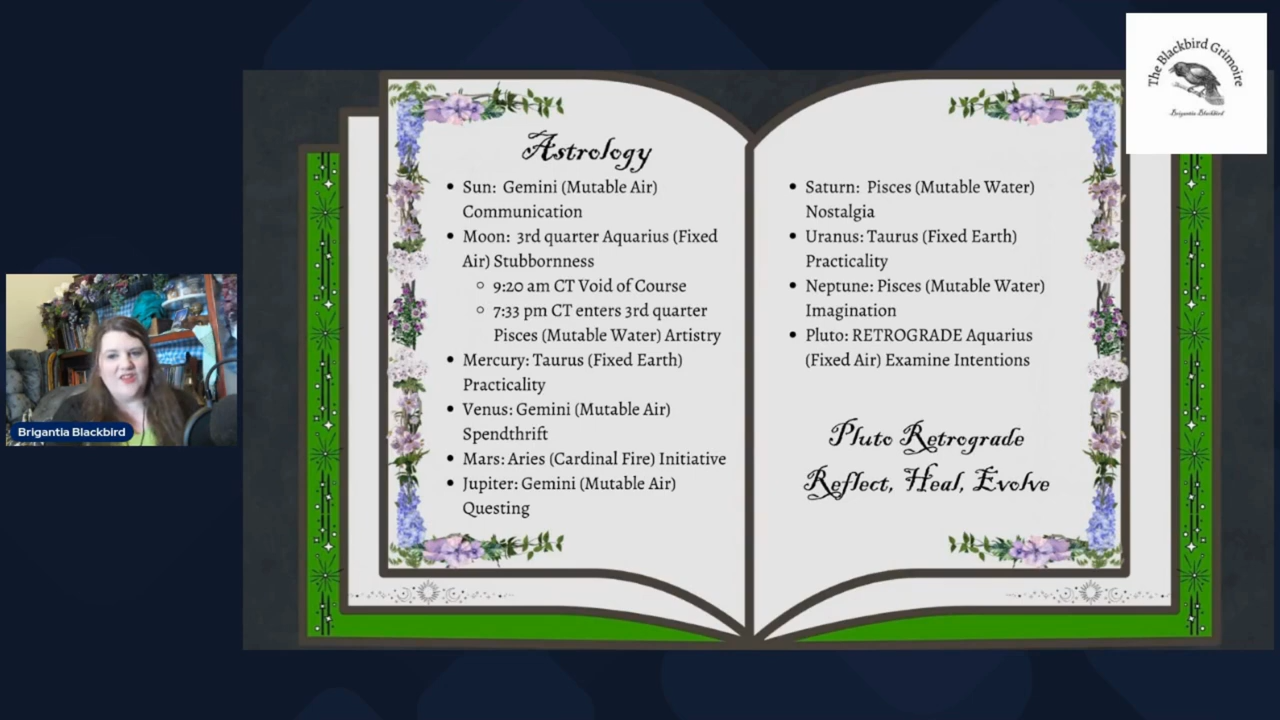 The Blackbird Grimoire
Brigantia Blackbird
Astrology
• Sun: Gemini (Mutable Air)
Communication
• Moon: 3rd quarter Aquarius (Fixed
Air) Stubbornness
◦ 9:20 am CT Void of Course
◦ 7:33 pm CT enters 3rd quarter
Pisces (Mutable Water) Artistry
• Mercury: Taurus (Fixed Earth)
Practicality
• Venus: Gemini (Mutable Air)
Spendthrift
• Mars: Aries (Cardinal Fire) Initiative
• Jupiter: Gemini (Mutable Air)
Questing
• Saturn: Pisces (Mutable Water)
Nostalgia
• Uranus: Taurus (Fixed Earth)
Practicality
• Neptune: Pisces (Mutable Water)
Imagination
• Pluto: RETROGRADE Aquarius
(Fixed Air) Examine Intentions
Pluto Retrograde
Reflect, Heal, Evolve
Brigantia Blackbird